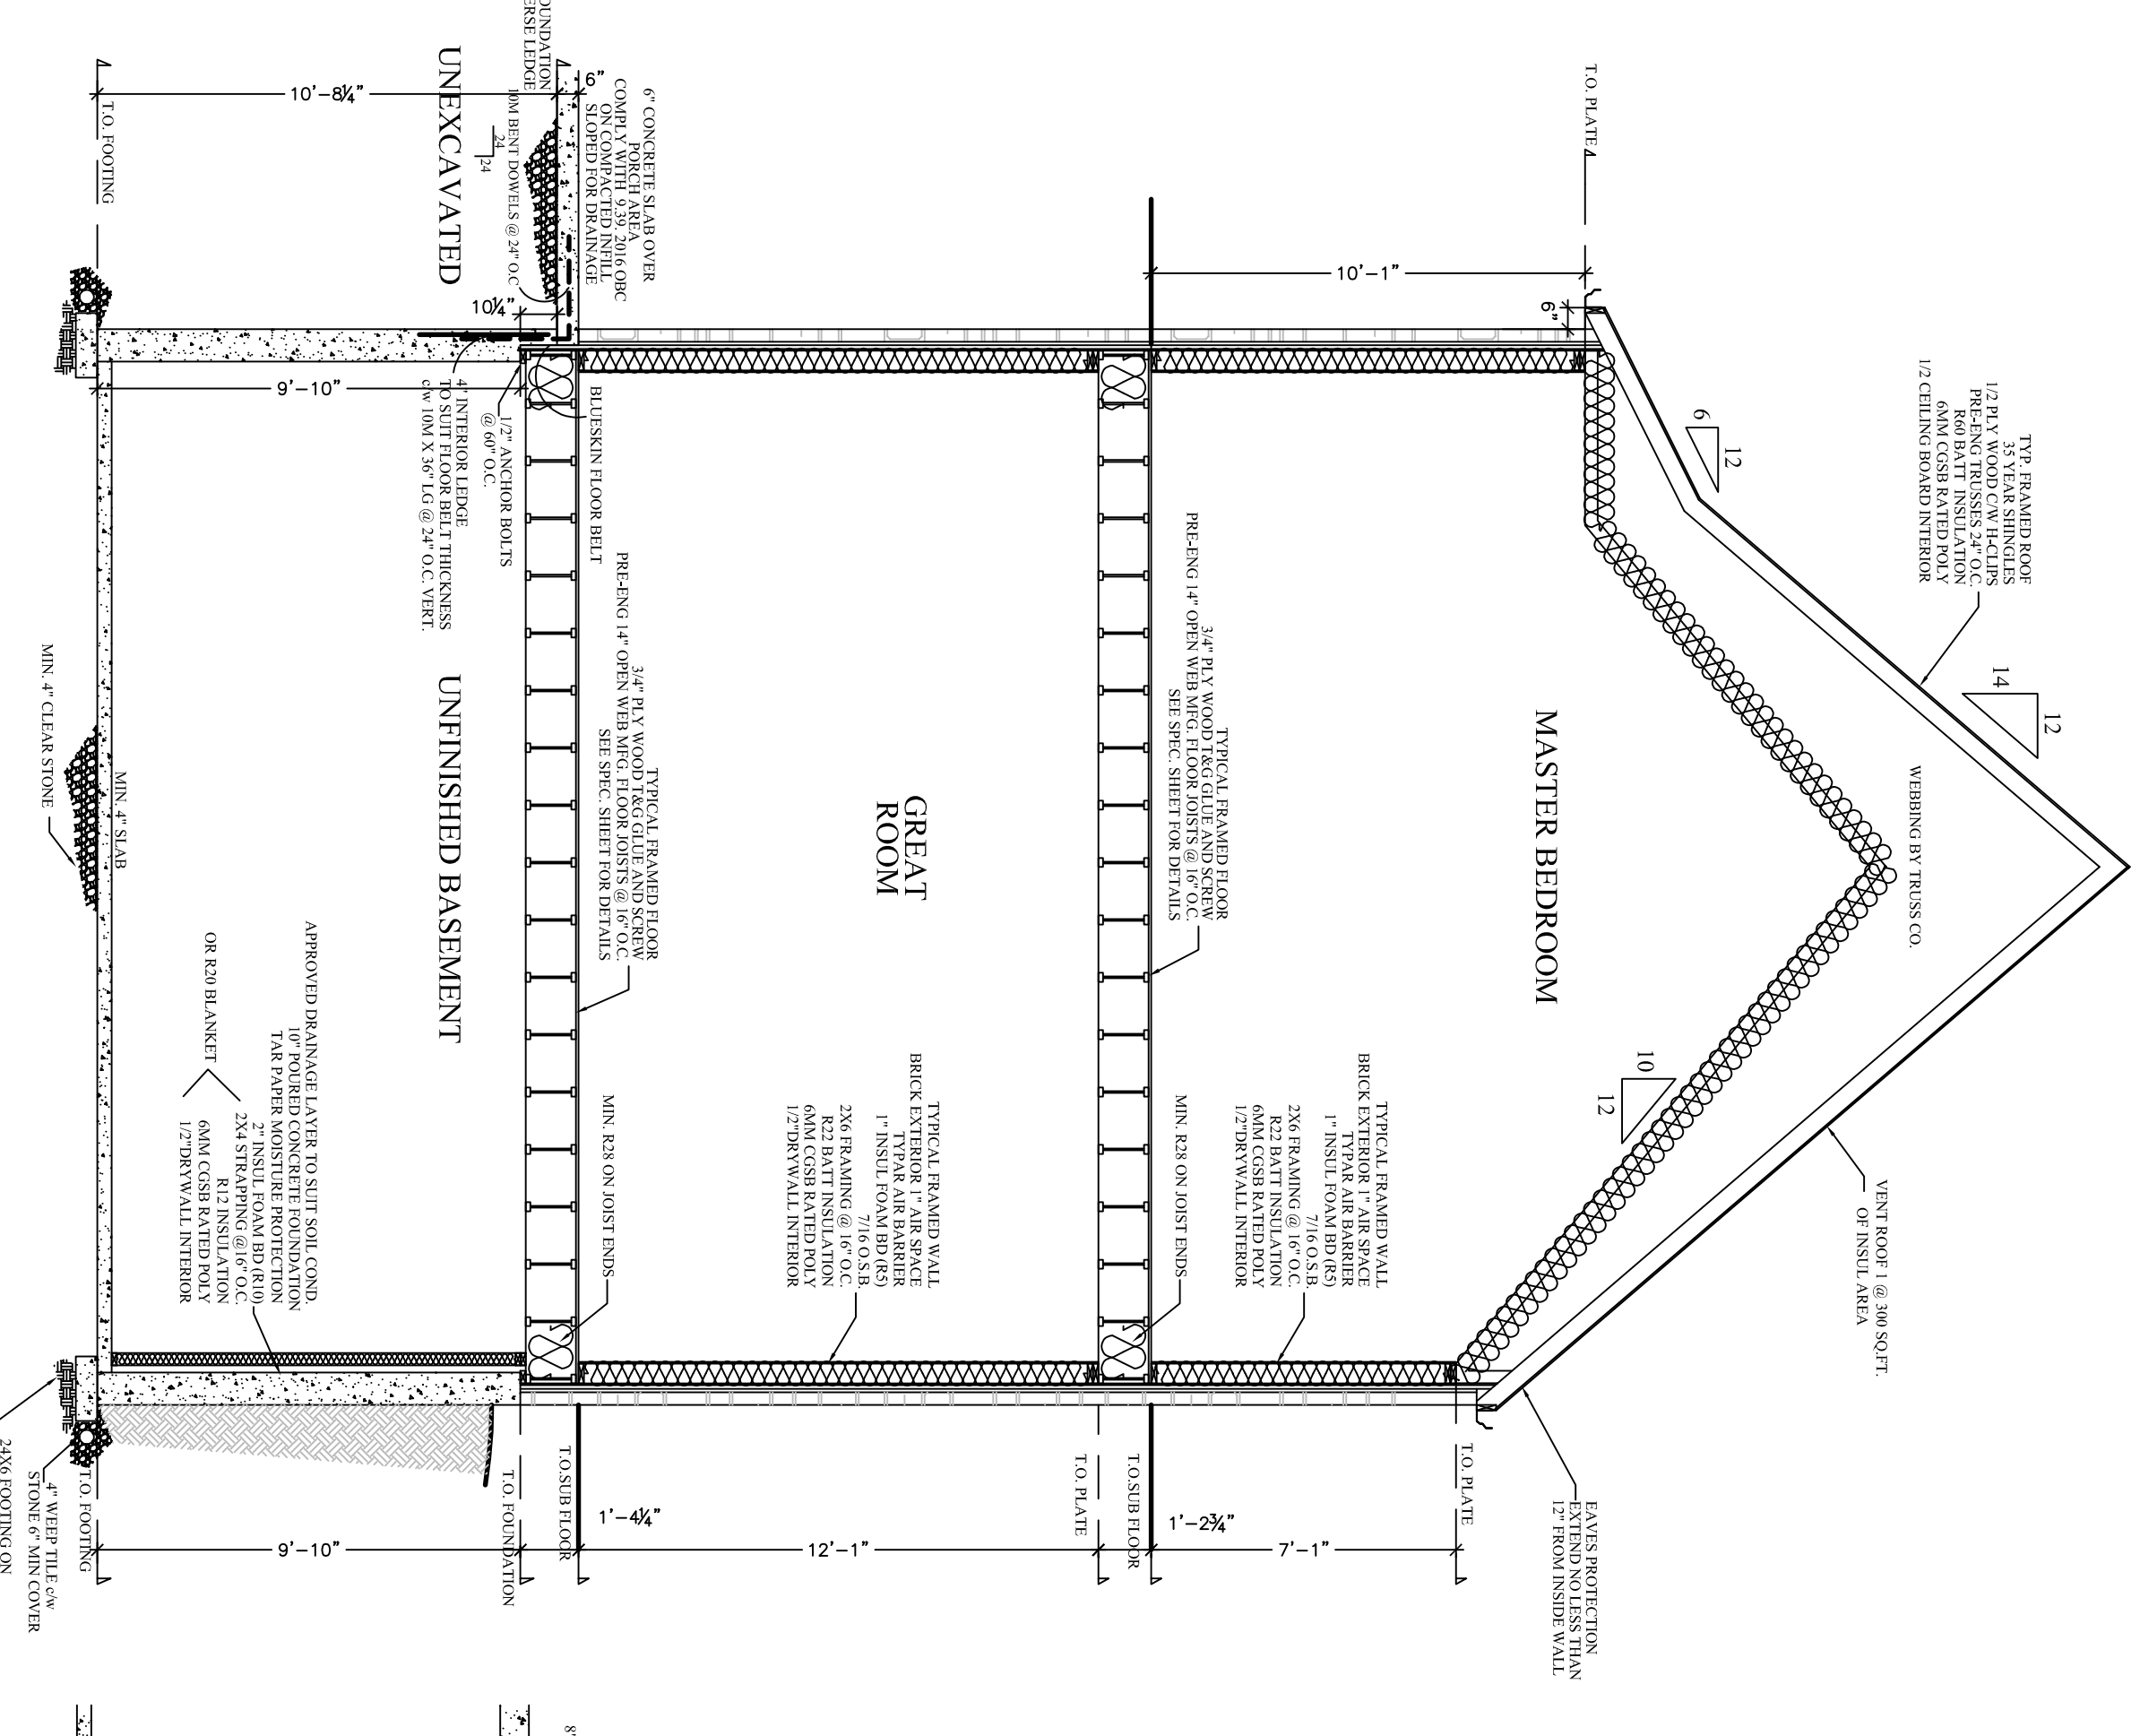 TYP. FRAMED ROOF
35 YEAR SHINGLES
1/2 PLY WOOD C/W H-CLIPS
PRE-ENG TRUSSES 24" O.C.
R60 BATT INSULATION
6MM CGSB RATED POLY
1/2 CEILING BOARD INTERIOR
14
12
6
12
10
12
WEBBING BY TRUSS CO.
VENT ROOF 1 @ 300 SQ.FT.
OF INSUL AREA
EAVES PROTECTION
EXTEND NO LESS THAN
12" FROM INSIDE WALL
T.O. PLATE
6"
10'-1"
MASTER BEDROOM
T.O. PLATE
7'-1"
TYPICAL FRAMED WALL
BRICK EXTERIOR 1" AIR SPACE
1" INSUL FOAM BD (R5)
TYPAR AIR BARRIER
7/16 O.S.B.
2X6 FRAMING @ 16" O.C.
R22 BATT INSULATION
6MM CGSB RATED POLY
1/2"DRYWALL INTERIOR
TYPICAL FRAMED FLOOR
3/4" PLY WOOD T&G GLUE AND SCREW
PRE-ENG 14" OPEN WEB MFG. FLOOR JOISTS @ 16" O.C.
SEE SPEC. SHEET FOR DETAILS
MIN. R28 ON JOIST ENDS
T.O.SUB FLOOR
1'-2¾"
T.O. PLATE
GREAT
ROOM
12'-1"
TYPICAL FRAMED WALL
BRICK EXTERIOR 1" AIR SPACE
1" INSUL FOAM BD (R5)
TYPAR AIR BARRIER
7/16 O.S.B.
2X6 FRAMING @ 16" O.C.
R22 BATT INSULATION
6MM CGSB RATED POLY
1/2"DRYWALL INTERIOR
6" CONCRETE SLAB OVER
PORCH AREA
COMPLY WITH 9.39. 2016 OBC
ON COMPACTED INFILL
SLOPED FOR DRAINAGE
6"
TYPICAL FRAMED FLOOR
3/4" PLY WOOD T&G GLUE AND SCREW
PRE-ENG 14" OPEN WEB MFG. FLOOR JOISTS @ 16" O.C.
SEE SPEC. SHEET FOR DETAILS
BLUESKIN FLOOR BELT
MIN. R28 ON JOIST ENDS
T.O.SUB FLOOR
1'-4¼"
T.O. FOUNDATION
OUNDATION
ERSE LEDGE
10M BENT DOWELS @ 24" O.C
24
24
10¼"
1/2" ANCHOR BOLTS
@ 60" O.C.
4" INTERIOR LEDGE
TO SUIT FLOOR BELT THICKNESS
c/w 10M X 36" LG @ 24" O.C. VERT.
UNEXCAVATED
UNFINISHED BASEMENT
10'-8¼"
9'-10"
9'-10"
APPROVED DRAINAGE LAYER TO SUIT SOIL COND.
10" POURED CONCRETE FOUNDATION
TAR PAPER MOISTURE PROTECTION
2" INSUL FOAM BD (R10)
2X4 STRAPPING @16" O.C.
R12 INSULATION
6MM CGSB RATED POLY
1/2"DRYWALL INTERIOR
OR R20 BLANKET
T.O. FOOTING
MIN. 4" SLAB
MIN. 4" CLEAR STONE
T.O. FOOTING
4" WEEP TILE c/w
STONE 6" MIN COVER
24X6 FOOTING ON
8'